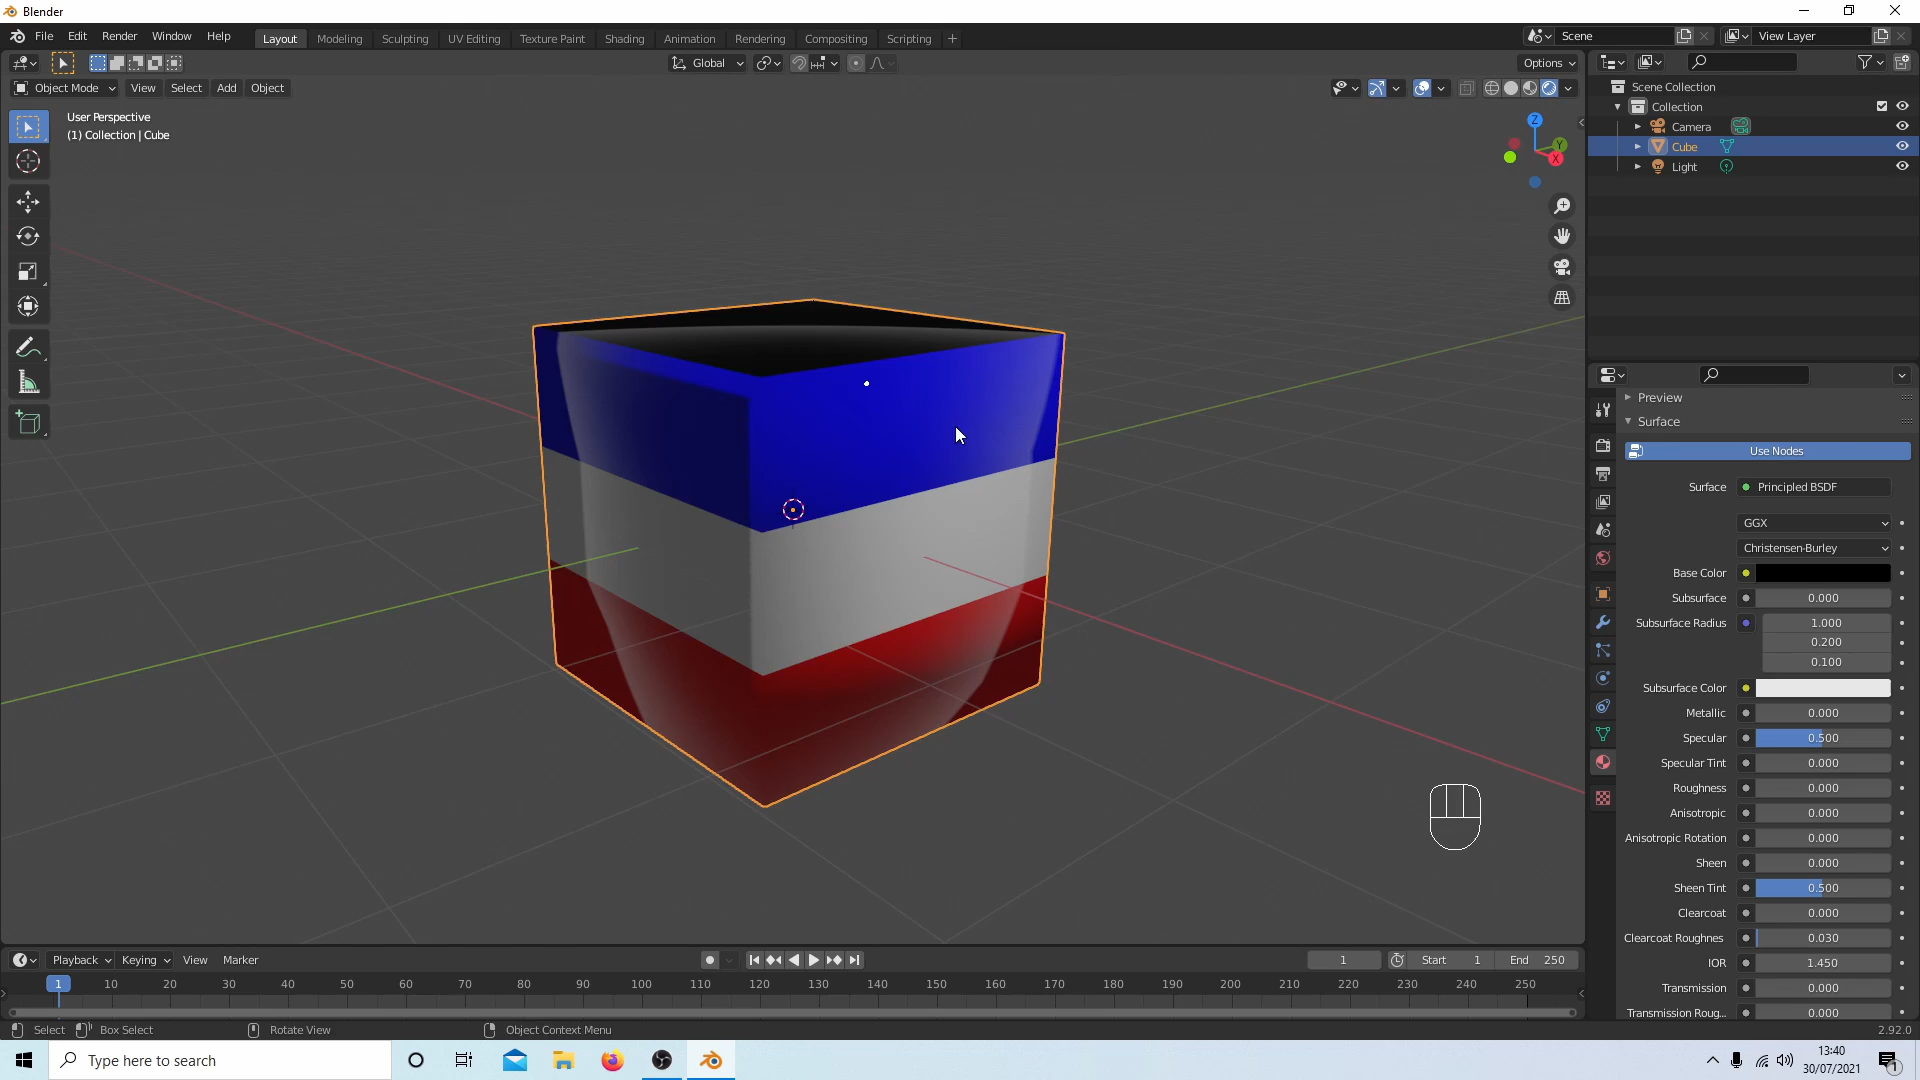 Blender
File Edit Render Window Help
Layout Modeling Sculpting UV Editing Texture Paint Shading Animation Rendering Compositing Scripting +
Scene
View Layer
Global
Options
Object Mode View Select Add Object
User Perspective
(1) Collection | Cube
Z
Y
X
Scene Collection
Collection
Camera
Cube
Light
Preview
Surface
Use Nodes
Surface Principled BSDF
GGX
Christensen-Burley
Base Color
Subsurface 0.000
Subsurface Radius 1.000
0.200
0.100
Subsurface Color
Metallic 0.000
Specular 0.500
Specular Tint 0.000
Roughness 0.000
Anisotropic 0.000
Anisotropic Rotation 0.000
Sheen 0.000
Sheen Tint 0.500
Clearcoat 0.000
Clearcoat Roughnes 0.030
IOR 1.450
Transmission 0.000
Transmission Roug... 0.000
Playback Keying View Marker
1 Start 1 End 250
1 10 20 30 40 50 60 70 80 90 100 110 120 130 140 150 160 170 180 190 200 210 220 230 240 250
Select Box Select Rotate View Object Context Menu 2.92.0
Type here to search
13:40
30/07/2021
1